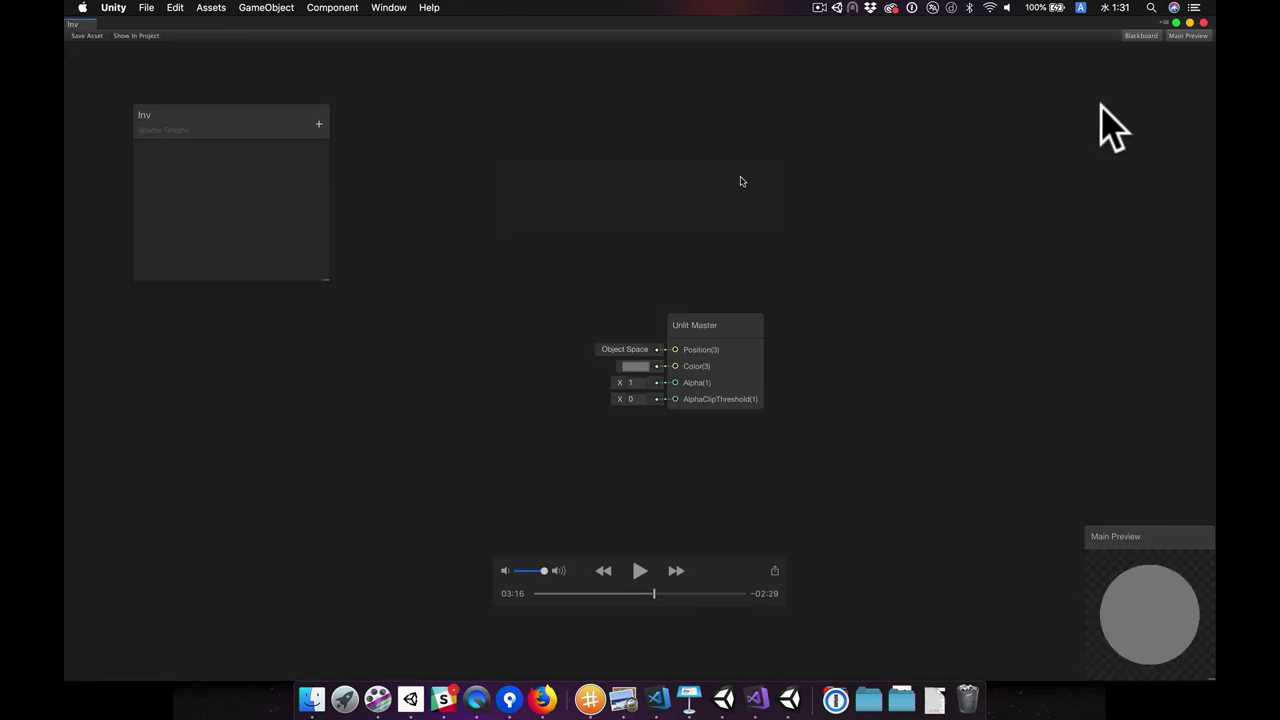 Unity File Edit Assets GameObject Component Window Help 100% A 水 1:31
Inv
Save Asset Show In Project Blackboard Main Preview
Inv
Shader Graphs
Unlit Master
Object Space Position(3)
Color(3)
X 1 Alpha(1)
X 0 AlphaClipThreshold(1)
Main Preview
03:16 -02:29